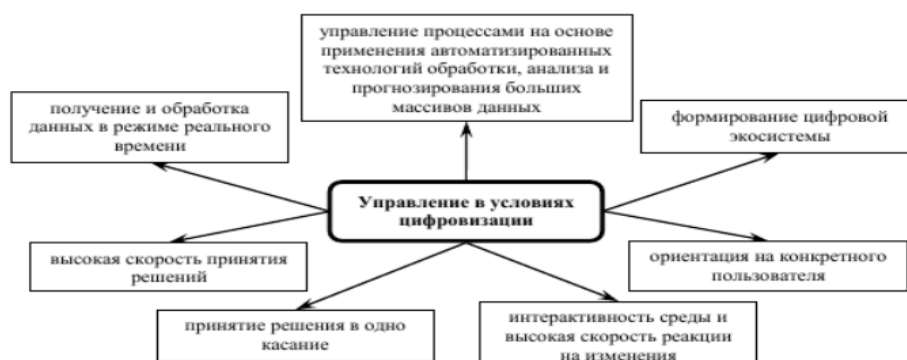 управление процессами на основе
применения автоматизированных
технологий обработки, анализа и
прогнозирования больших
массивов данных
получение и обработка
данных в режиме реального
времени
формирование цифровой
экосистемы
Управление в условиях
цифровизации
высокая скорость принятия
решений
ориентация на конкретного
пользователя
принятие решения в одно
касание
интерактивность среды и
высокая скорость реакции
на изменения